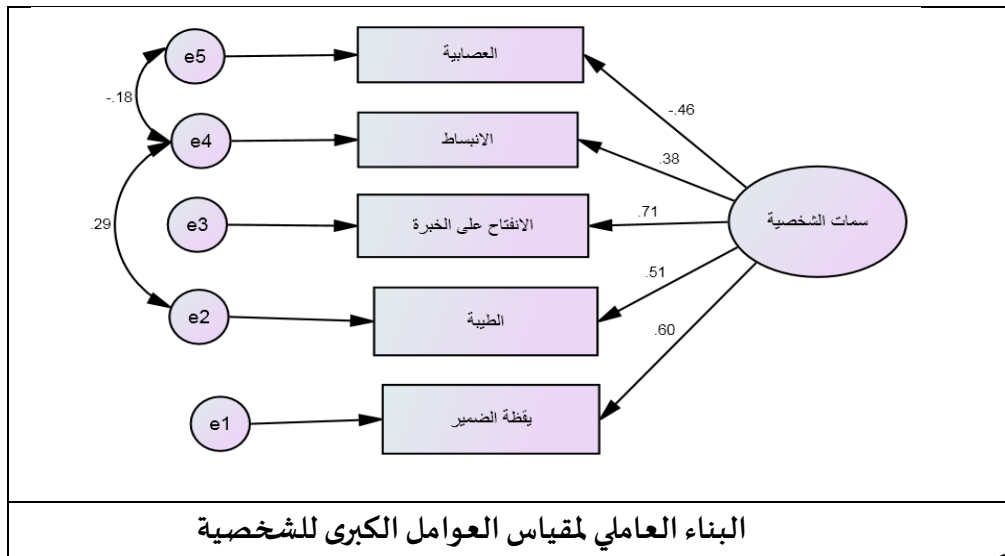 e5
العصابية
-.46
-.18
e4
الانبساط
.38
e3
الانفتاح على الخبرة
.71
سمات الشخصية
.29
.51
e2
الطيبة
.60
e1
يقظة الضمير
البناء العاملي لمقياس العوامل الكبرى للشخصية